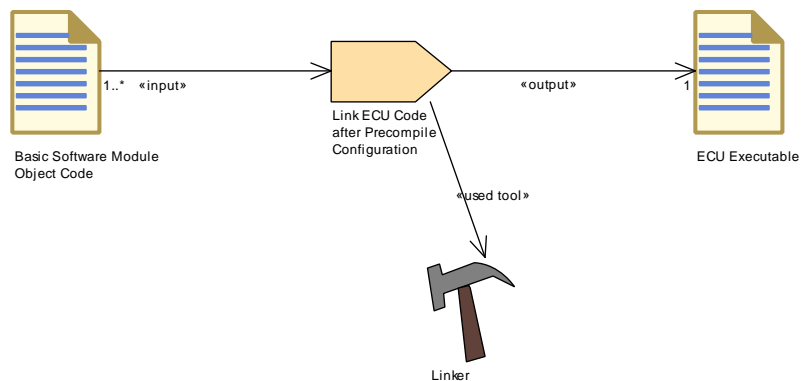 1..* «input»
«output» 1
Link ECU Code
after Precompile
Configuration
Basic Software Module
Object Code
ECU Executable
«used tool»
Linker